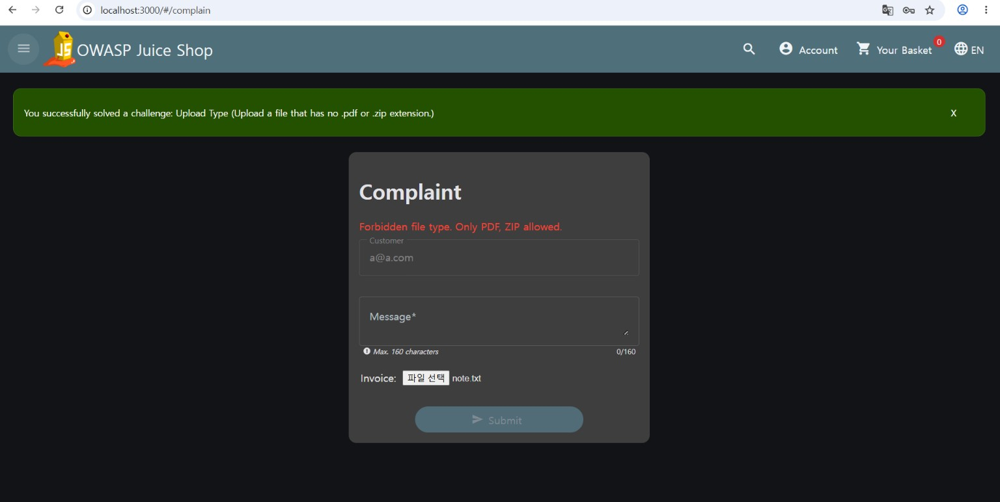 localhost:3000/#/complain
JS OWASP Juice Shop
Account
Your Basket
0
EN
You successfully solved a challenge: Upload Type (Upload a file that has no .pdf or .zip extension.)
X
Complaint
Forbidden file type. Only PDF, ZIP allowed.
Customer
a@a.com
Message*
Max. 160 characters 0/160
Invoice: 파일 선택 note.txt
Submit